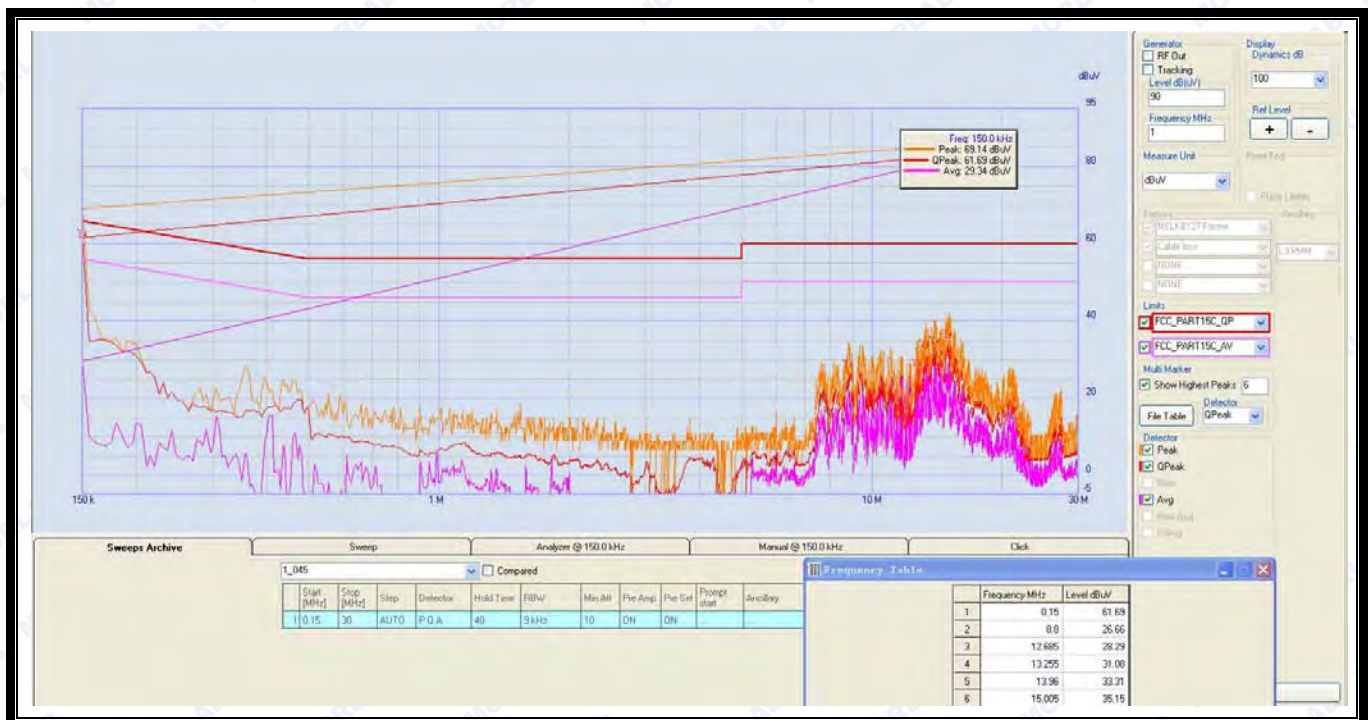 Generator
RF Out
Tracking
Level dB(uV)
90
Frequency MHz
1
Display
Dynamics dB
100
Ref Level
+ -
Measure Unit
dBuV
Limits
FCC_PART15C_QP
FCC_PART15C_AV
Multi Marker
Show Highest Peaks 6
File Table
Detector
QPeak
Detector
Peak
QPeak
Avg
dBuV
95
80
60
40
20
0
-5
Freq: 150.0 kHz
Peak: 69.14 dBuV
QPeak: 61.69 dBuV
Avg: 29.34 dBuV
150 k 1 M 10 M 30 M
Sweeps Archive Sweep Analyzer @ 150.0 kHz Manual @ 150.0 kHz Click
1_045 Compared
Start [MHz] Stop [MHz] Step Detector Hold Time RBW Min Att Pre Amp Pre Sel Prompt start Ancillary
1 0.15 30 AUTO P Q A 40 9 kHz 10 ON ON
Frequency Table
Frequency MHz Level dBuV
1 0.15 61.69
2 8.8 26.66
3 12.685 28.29
4 13.255 31.08
5 13.96 33.31
6 15.005 35.15